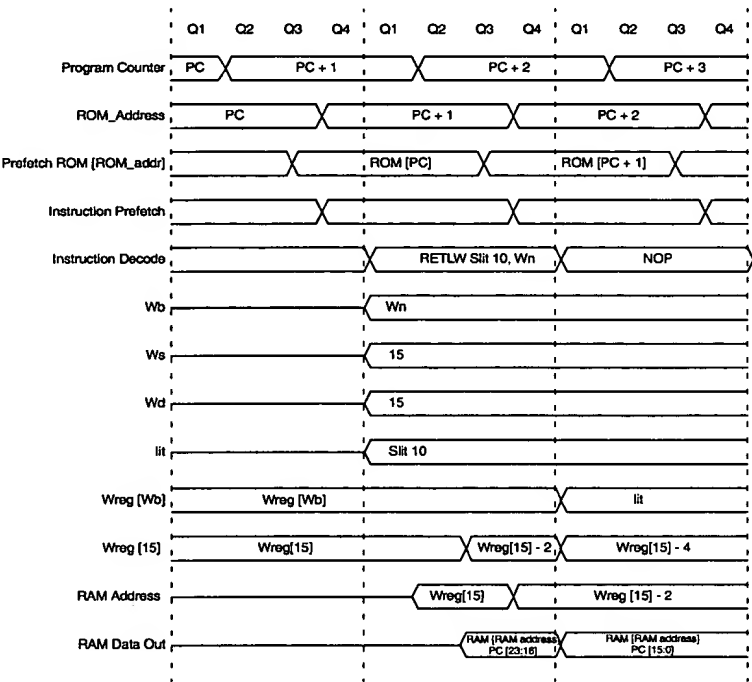 Q1 Q2 Q3 Q4 Q1 Q2 Q3 Q4 Q1 Q2 Q3 Q4
Program Counter PC PC + 1 PC + 2 PC + 3
ROM_Address PC PC + 1 PC + 2
Prefetch ROM [ROM_addr] ROM [PC] ROM [PC + 1]
Instruction Prefetch
Instruction Decode RETLW Slit 10, Wn NOP
Wb Wn
Ws 15
Wd 15
lit Slit 10
Wreg [Wb] Wreg [Wb] lit
Wreg [15] Wreg[15] Wreg[15] - 2 Wreg[15] - 4
RAM Address Wreg[15] Wreg [15] - 2
RAM Data Out RAM [RAM address] RAM [RAM address]
PC [23:16] PC [15:0]